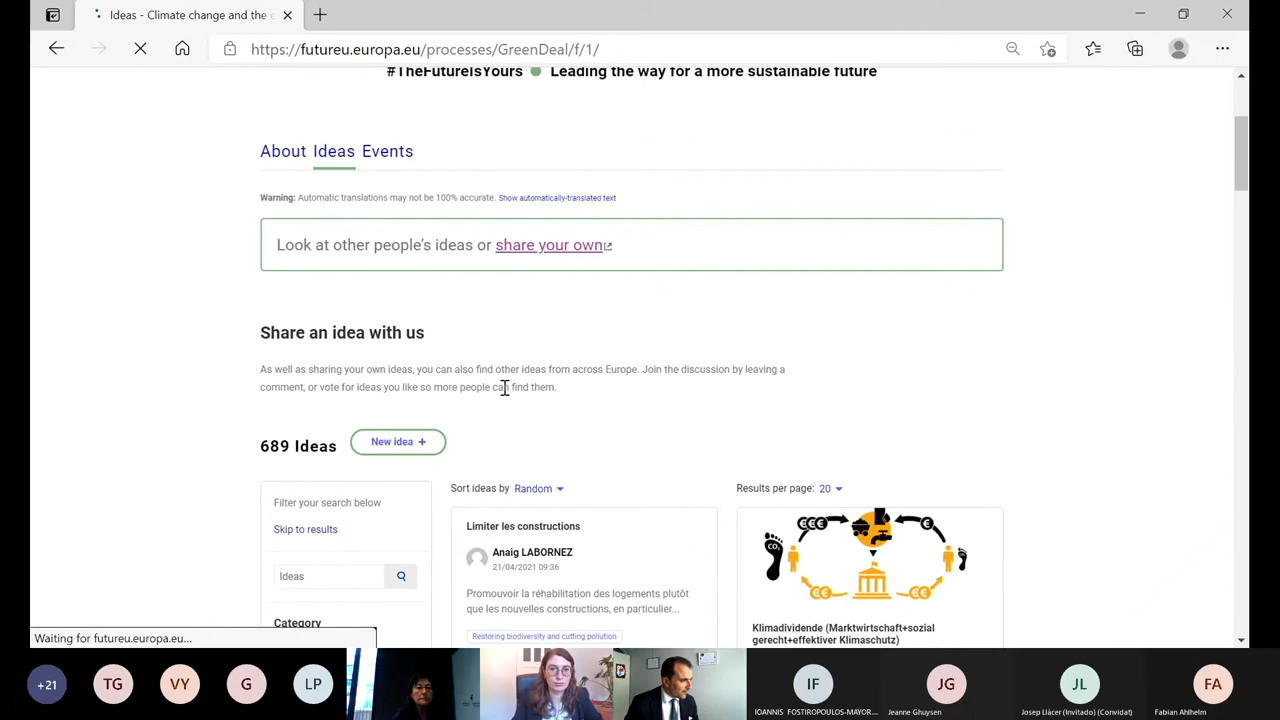 Ideas - Climate change and the e
https://futureu.europa.eu/processes/GreenDeal/f/1/
#TheFutureIsYours Leading the way for a more sustainable future
About Ideas Events
Warning: Automatic translations may not be 100% accurate. Show automatically-translated text
Look at other people's ideas or share your own
Share an idea with us
As well as sharing your own ideas, you can also find other ideas from across Europe. Join the discussion by leaving a
comment, or vote for ideas you like so more people can find them.
689 Ideas
New idea +
Filter your search below
Skip to results
Ideas
Category
Sort ideas by Random
Results per page: 20
Limiter les constructions
Anaig LABORNEZ
21/04/2021 09:36
Promouvoir la réhabilitation des logements plutôt
que les nouvelles constructions, en particulier...
Restoring biodiversity and cutting pollution
CO₂
€€€
€
Klimadividende (Marktwirtschaft+sozial
gerecht+effektiver Klimaschutz)
Waiting for futureu.europa.eu...
+21
TG
VY
G
LP
IF
IOANNIS FOSTIROPOULOS-MAYOR...
JG
Jeanne Ghuysen
JL
Josep Llácer (Invitado) (Convidat)
FA
Fabian Ahlhelm